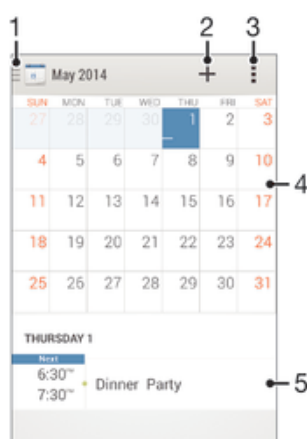 1 2 3
May 2014
SUN MON TUE WED THU FRI SAT
27 28 29 30 1 2 3
4 5 6 7 8 9 10
4
11 12 13 14 15 16 17
18 19 20 21 22 23 24
25 26 27 28 29 30 31
THURSDAY 1
Next
6:30
7:30
Dinner Party
5